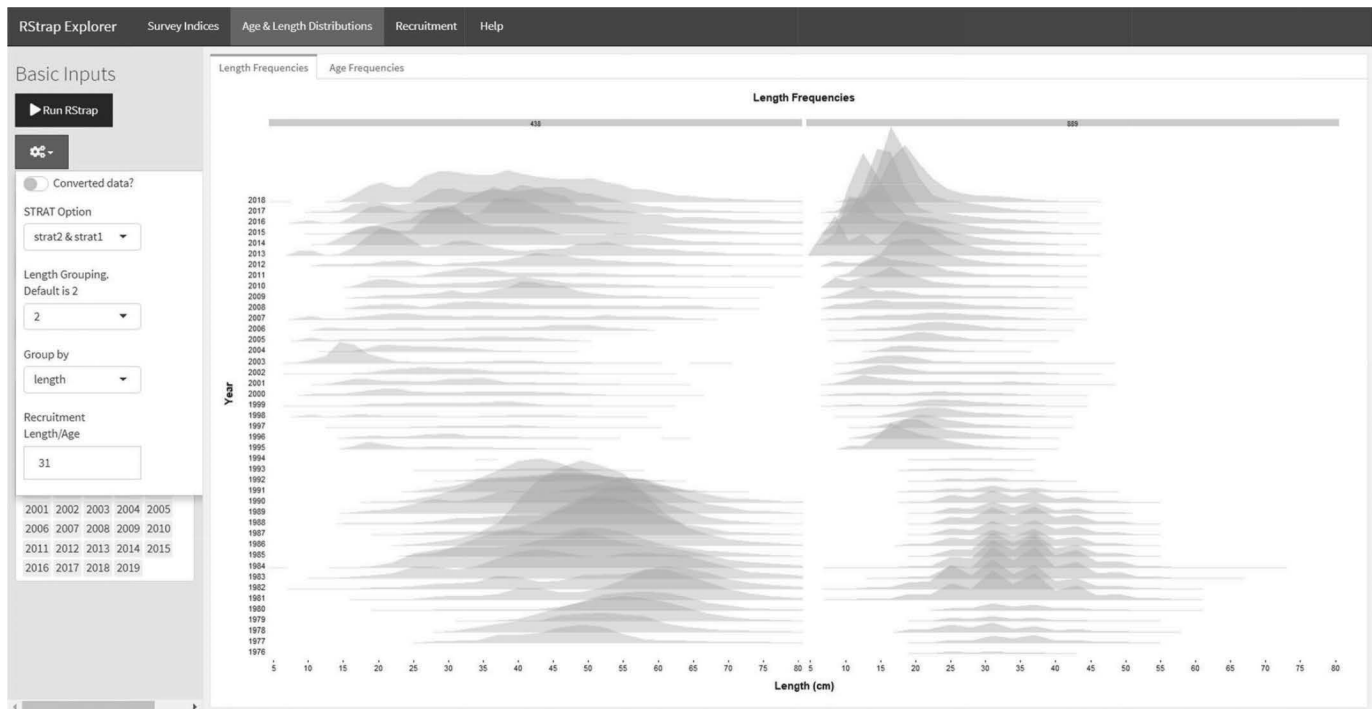 RStrap Explorer Survey Indices Age & Length Distributions Recruitment Help
Basic Inputs
Run RStrap
Converted data?
STRAT Option
strat2 & strat1
Length Grouping.
Default is 2
2
Group by
length
Recruitment
Length/Age
31
2001 2002 2003 2004 2005
2006 2007 2008 2009 2010
2011 2012 2013 2014 2015
2016 2017 2018 2019
Length Frequencies Age Frequencies
Length Frequencies
438 889
Year
2018
2017
2016
2015
2014
2013
2012
2011
2010
2009
2008
2007
2006
2005
2004
2003
2002
2001
2000
1999
1998
1997
1996
1995
1994
1993
1992
1991
1990
1989
1988
1987
1986
1985
1984
1983
1982
1981
1980
1979
1978
1977
1976
5 10 15 20 25 30 35 40 45 50 55 60 65 70 75 80 5 10 15 20 25 30 35 40 45 50 55 60 65 70 75 80
Length (cm)